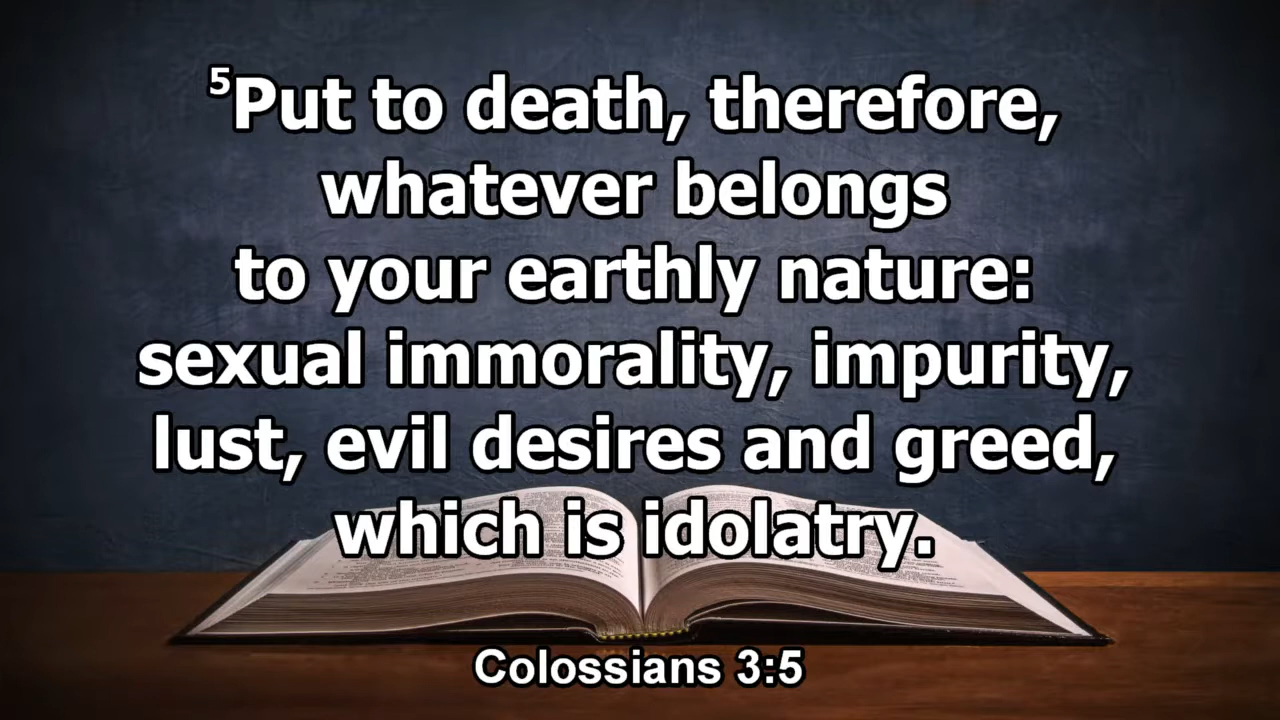 ⁵Put to death, therefore,
whatever belongs
to your earthly nature:
sexual immorality, impurity,
lust, evil desires and greed,
which is idolatry.
Colossians 3:5